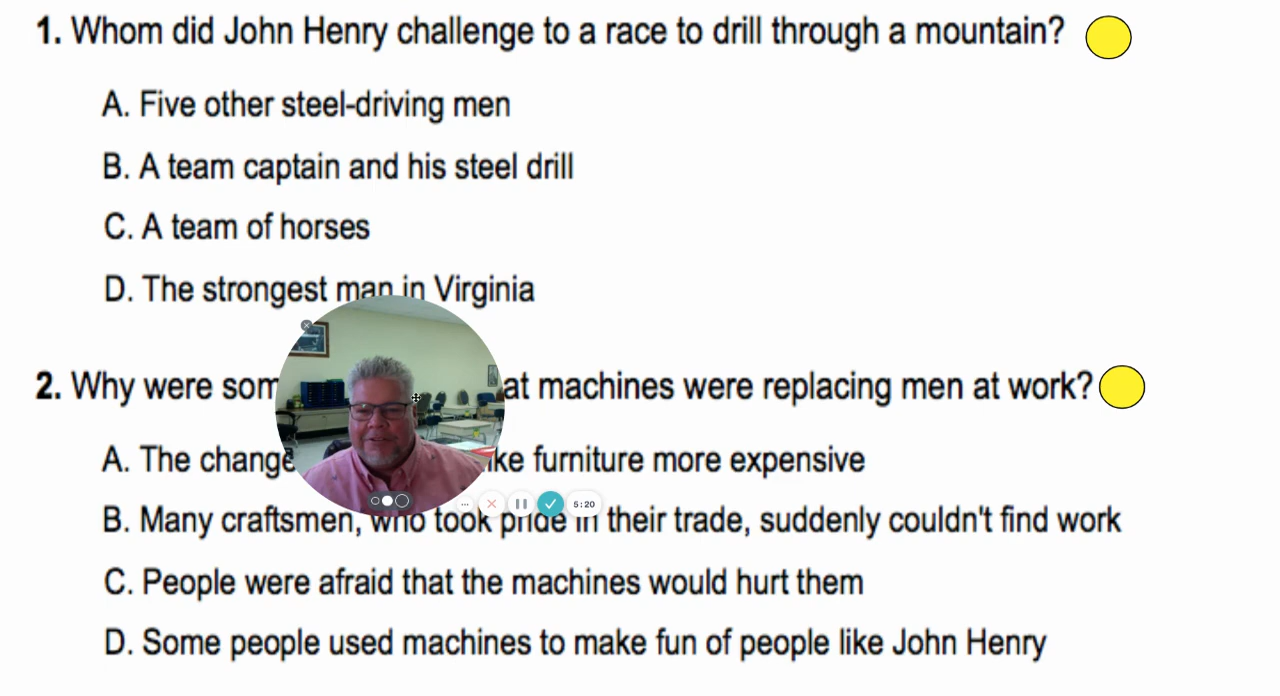 1. Whom did John Henry challenge to a race to drill through a mountain?
A. Five other steel-driving men
B. A team captain and his steel drill
C. A team of horses
D. The strongest man in Virginia
2. Why were som at machines were replacing men at work?
A. The change ke furniture more expensive
B. Many craftsmen, who took pride in their trade, suddenly couldn't find work
5:20
C. People were afraid that the machines would hurt them
D. Some people used machines to make fun of people like John Henry